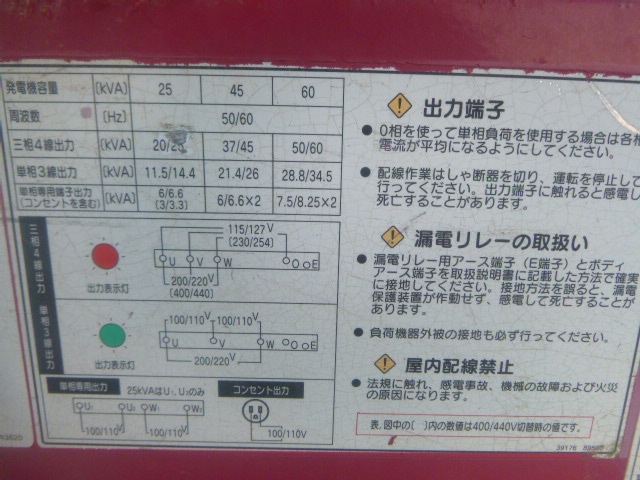 発電機容量 [kVA] 25 45 60
周波数 [Hz] 50/60
三相4線出力 [kVA] 20/25 37/45 50/60
単相3線出力 [kVA] 11.5/14.4 21.4/26 28.8/34.5
単相専用端子出力 (コンセントを含む) [kVA] 6/6.6 (3/3.3) 6/6.6×2 7.5/8.25×2
三相4線出力
115/127V
(230/254)
U V W O E
200/220V
[400/440]
出力表示灯
単相3線出力
100/110V 100/110V
U V W O E
200/220V
出力表示灯
単相専用出力 25kVAはU₁, U₂のみ
U₁ U₂ W₁ W₂
100/110V 100/110V
コンセント出力
100/110V
出力端子
● O相を使って単相負荷を使用する場合は各相
電流が平均になるようにしてください。
● 配線作業はしゃ断器を切り、運転を停止して
行ってください。出力端子に触れると感電し
死亡することがあります。
漏電リレーの取扱い
● 漏電リレー用アース端子(E端子)とボディ
アース端子を取扱説明書に記載した方法で確実
に接地してください。接地方法を誤ると、漏電
保護装置が作動せず、感電して死亡することが
あります。
● 負荷機器外被の接地も必ず行ってください。
屋内配線禁止
● 法規に触れ、感電事故、機械の故障および火災
の原因になります。
表、図中の[ ]内の数値は400/440V切替時の値です。
39176